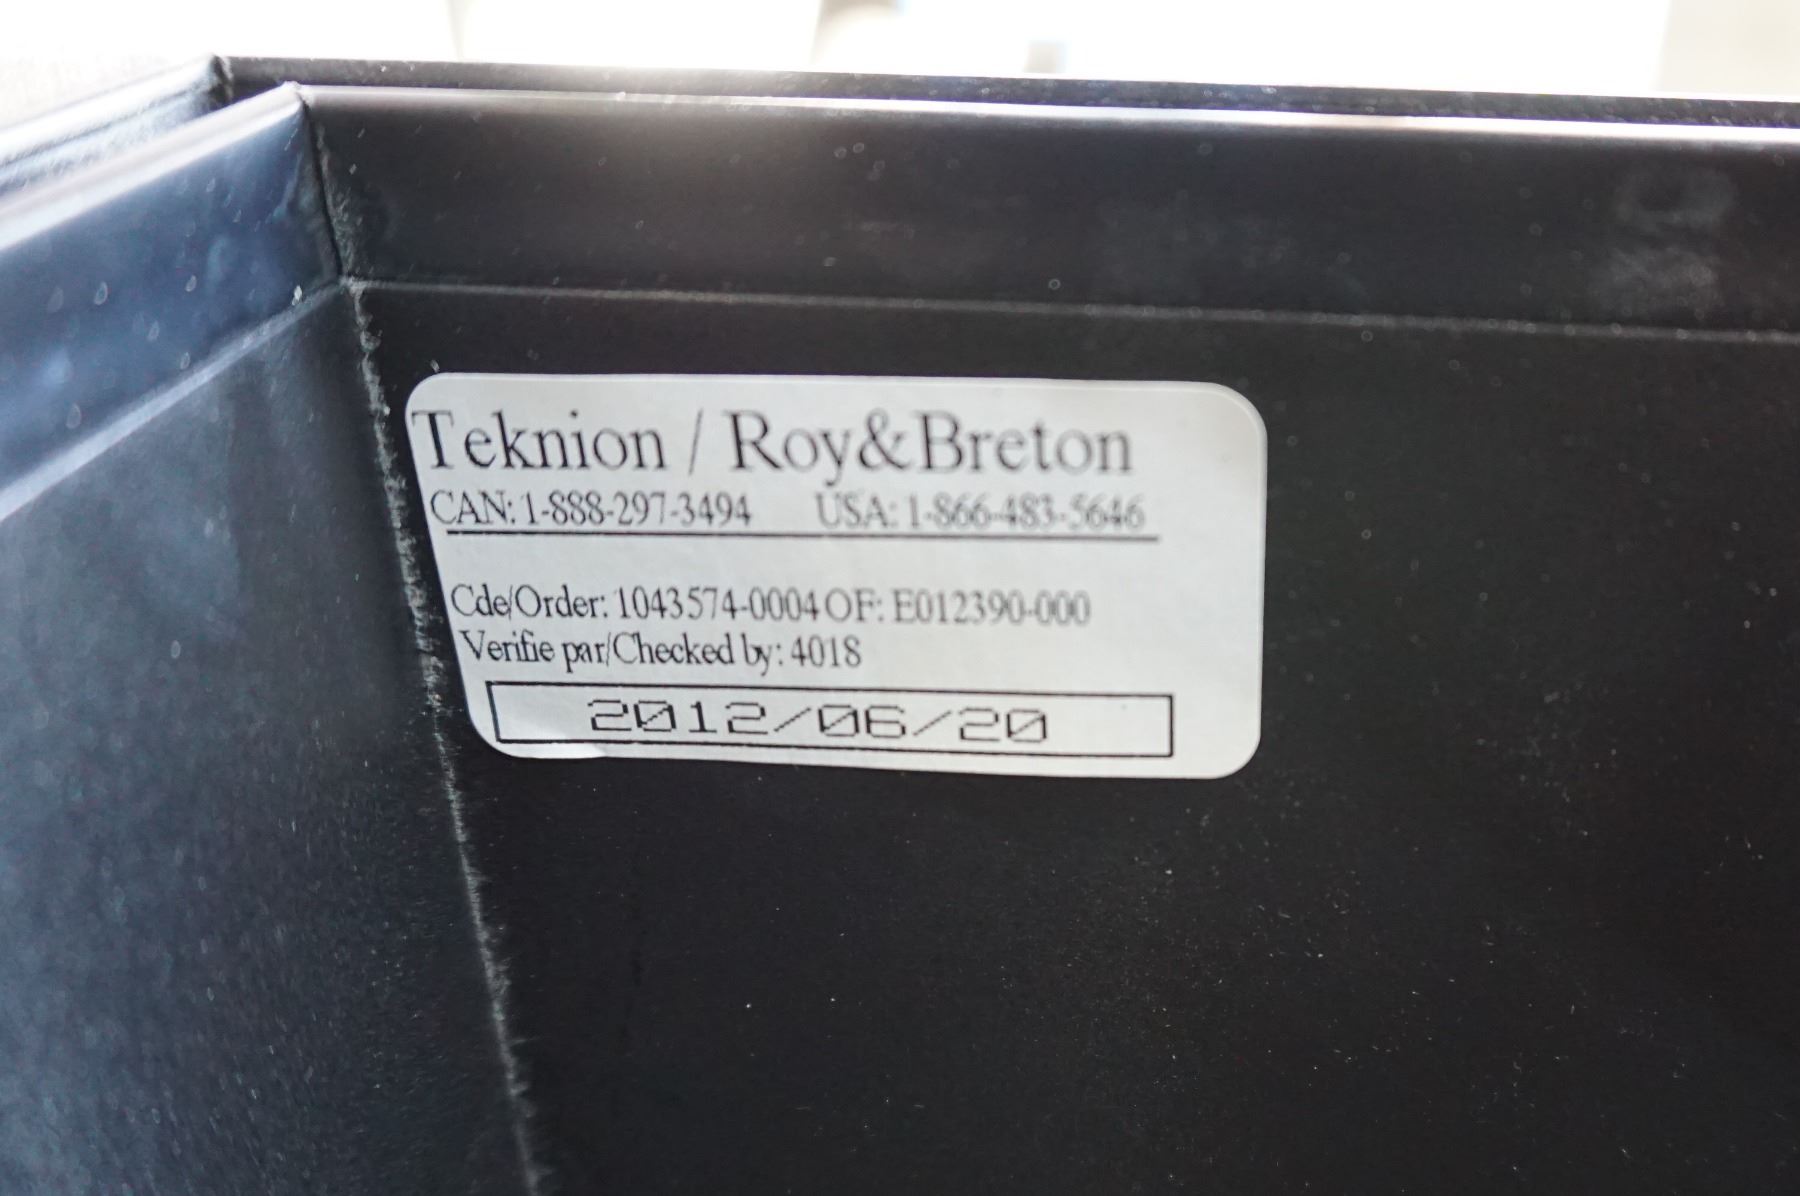 Teknion / Roy&Breton
CAN: 1-888-297-3494 USA: 1-866-483-5646
Cde/Order: 1043574-0004 OF: E012390-000
Verifie par/Checked by: 4018
2012/06/20